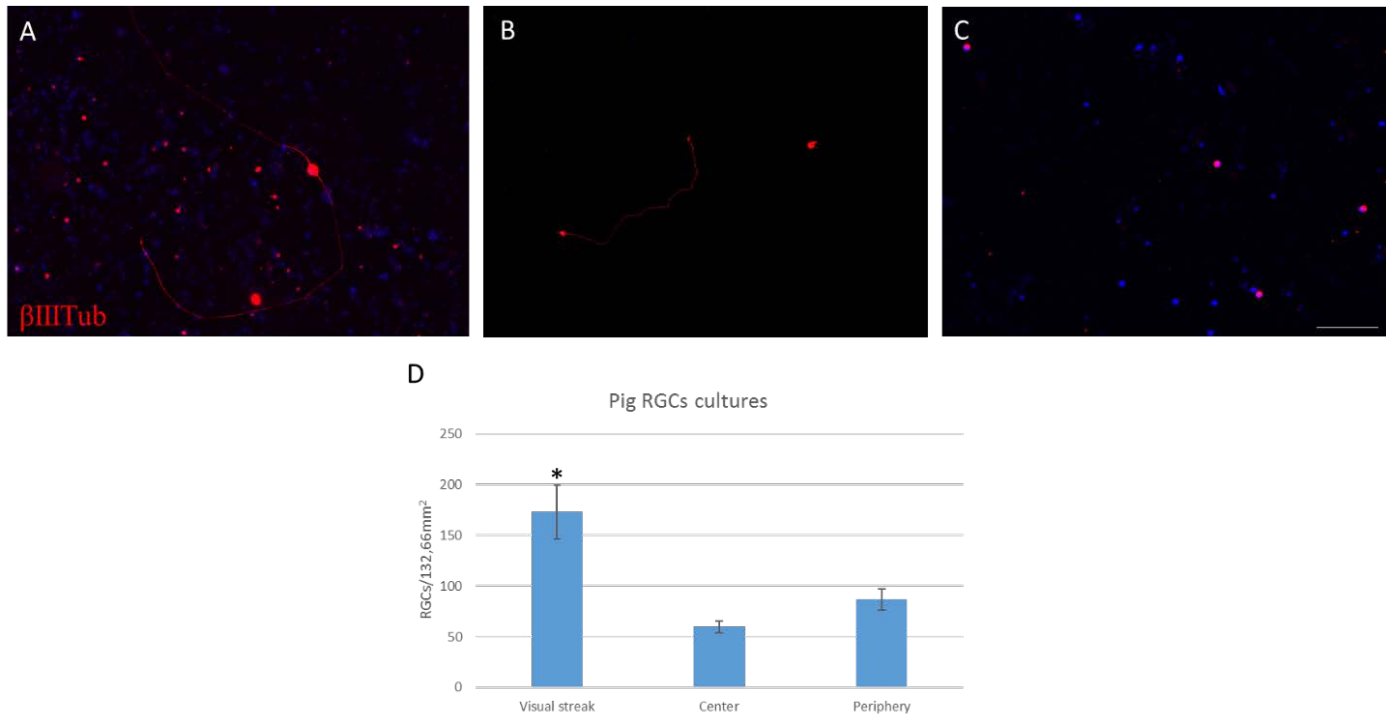 A
B
C
βIIITub
D
Pig RGCs cultures
250
200
150
100
50
0
RGCs/132,66mm²
*
Visual streak
Center
Periphery